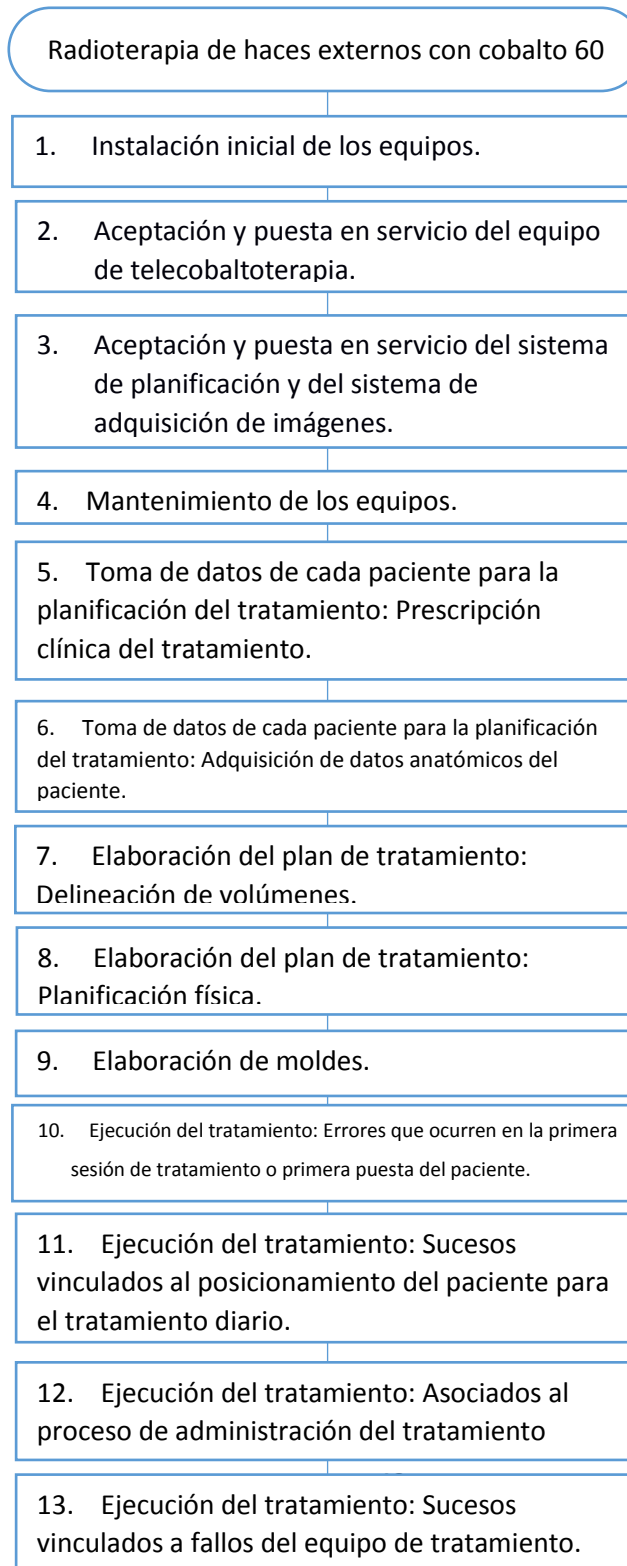 Radioterapia de haces externos con cobalto 60
1. Instalación inicial de los equipos.
2. Aceptación y puesta en servicio del equipo
de telecobaltoterapia.
3. Aceptación y puesta en servicio del sistema
de planificación y del sistema de
adquisición de imágenes.
4. Mantenimiento de los equipos.
5. Toma de datos de cada paciente para la
planificación del tratamiento: Prescripción
clínica del tratamiento.
6. Toma de datos de cada paciente para la planificación
del tratamiento: Adquisición de datos anatómicos del
paciente.
7. Elaboración del plan de tratamiento:
Delineación de volúmenes.
8. Elaboración del plan de tratamiento:
Planificación física.
9. Elaboración de moldes.
10. Ejecución del tratamiento: Errores que ocurren en la primera
sesión de tratamiento o primera puesta del paciente.
11. Ejecución del tratamiento: Sucesos
vinculados al posicionamiento del paciente para
el tratamiento diario.
12. Ejecución del tratamiento: Asociados al
proceso de administración del tratamiento
13. Ejecución del tratamiento: Sucesos
vinculados a fallos del equipo de tratamiento.